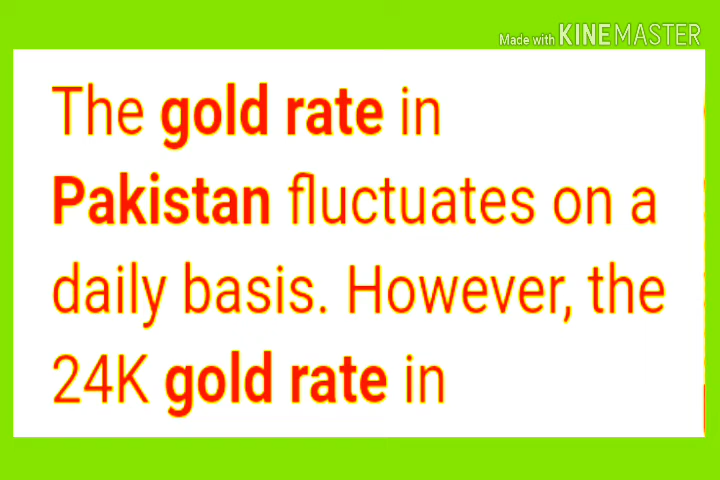 Made with KINEMASTER
The gold rate in
Pakistan fluctuates on a
daily basis. However, the
24K gold rate in